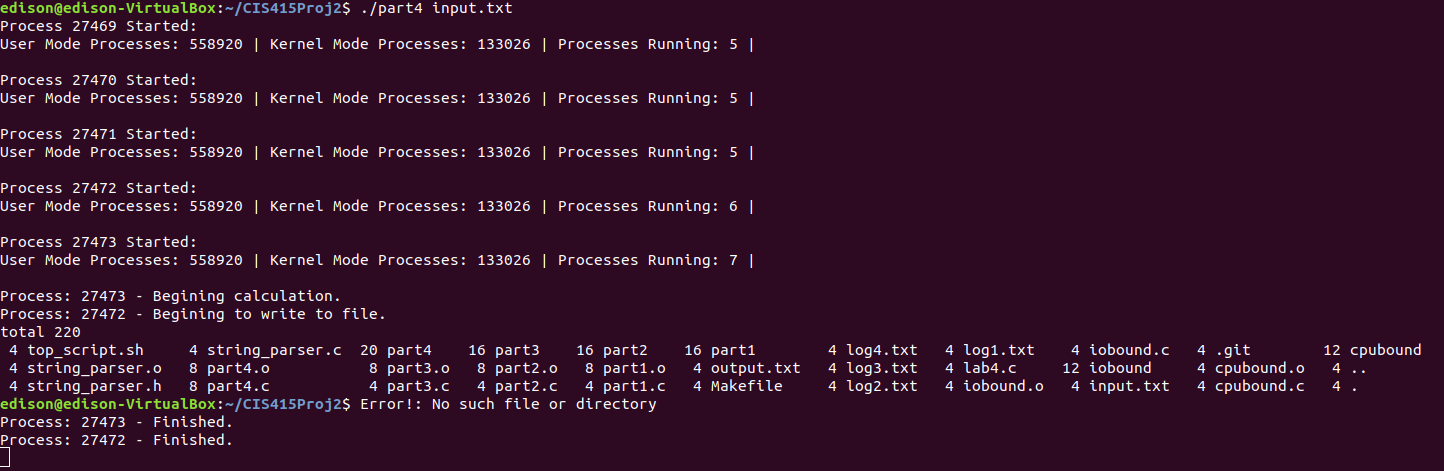 edison@edison-VirtualBox:~/CIS415Proj2$ ./part4 input.txt
Process 27469 Started:
User Mode Processes: 558920 | Kernel Mode Processes: 133026 | Processes Running: 5 |
Process 27470 Started:
User Mode Processes: 558920 | Kernel Mode Processes: 133026 | Processes Running: 5 |
Process 27471 Started:
User Mode Processes: 558920 | Kernel Mode Processes: 133026 | Processes Running: 5 |
Process 27472 Started:
User Mode Processes: 558920 | Kernel Mode Processes: 133026 | Processes Running: 6 |
Process 27473 Started:
User Mode Processes: 558920 | Kernel Mode Processes: 133026 | Processes Running: 7 |
Process: 27473 - Begining calculation.
Process: 27472 - Begining to write to file.
total 220
4 top_script.sh 4 string_parser.c 20 part4 16 part3 16 part2 16 part1 4 log4.txt 4 log1.txt 4 iobound.c 4 .git 12 cpubound
4 string_parser.o 8 part4.o 8 part3.o 8 part2.o 8 part1.o 4 output.txt 4 log3.txt 4 lab4.c 12 iobound 4 cpubound.o 4 ..
4 string_parser.h 8 part4.c 4 part3.c 4 part2.c 4 part1.c 4 Makefile 4 log2.txt 4 iobound.o 4 input.txt 4 cpubound.c 4 .
edison@edison-VirtualBox:~/CIS415Proj2$ Error!: No such file or directory
Process: 27473 - Finished.
Process: 27472 - Finished.